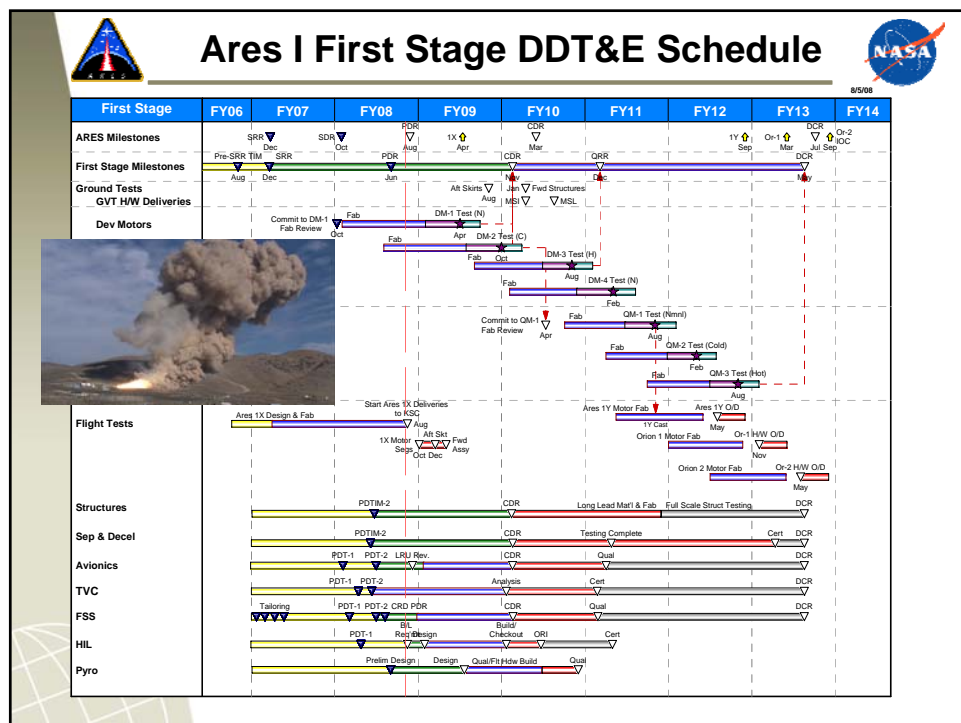 Ares I First Stage DDT&E Schedule
ARES
NASA
8/5/08
First Stage FY06 FY07 FY08 FY09 FY10 FY11 FY12 FY13 FY14
ARES Milestones SRR Dec SDR Oct PDR Aug 1X Apr CDR Mar 1Y Sep Or-1 Mar DCR Jul Sep Or-2 IOC
First Stage Milestones Pre-SRR TIM Aug SRR Dec PDR Jun CDR Nov QRR Dec DCR May
Ground Tests Aft Skirts Aug Jan Fwd Structures
GVT H/W Deliveries MSI MSL
Dev Motors Commit to DM-1 Fab Review Oct Fab DM-1 Test (N) Apr
Fab DM-2 Test (C) Oct
Fab DM-3 Test (H) Aug
Fab DM-4 Test (N) Feb
Commit to QM-1 Fab Review Apr Fab QM-1 Test (Nmnl) Aug
Fab QM-2 Test (Cold) Feb
Fab QM-3 Test (Hot) Aug
Flight Tests Ares 1X Design & Fab Start Ares 1X Deliveries to KSC Aug Ares 1Y Motor Fab 1Y Cast Ares 1Y O/D May
1X Motor Segs Oct Aft Skt Dec Fwd Assy Orion 1 Motor Fab Or-1 H/W O/D Nov
Orion 2 Motor Fab Or-2 H/W O/D May
Structures PDTIM-2 CDR Long Lead Mat'l & Fab Full Scale Struct Testing DCR
Sep & Decel PDTIM-2 CDR Testing Complete Cert DCR
Avionics PDT-1 PDT-2 LRU Rev. CDR Qual DCR
TVC PDT-1 PDT-2 Analysis Cert DCR
FSS Tailoring PDT-1 PDT-2 CRD PDR CDR Qual DCR
HIL PDT-1 B/L Req'mt Design Build/ Checkout ORI Cert
Pyro Prelim Design Design Qual/Flt Hdw Build Qual